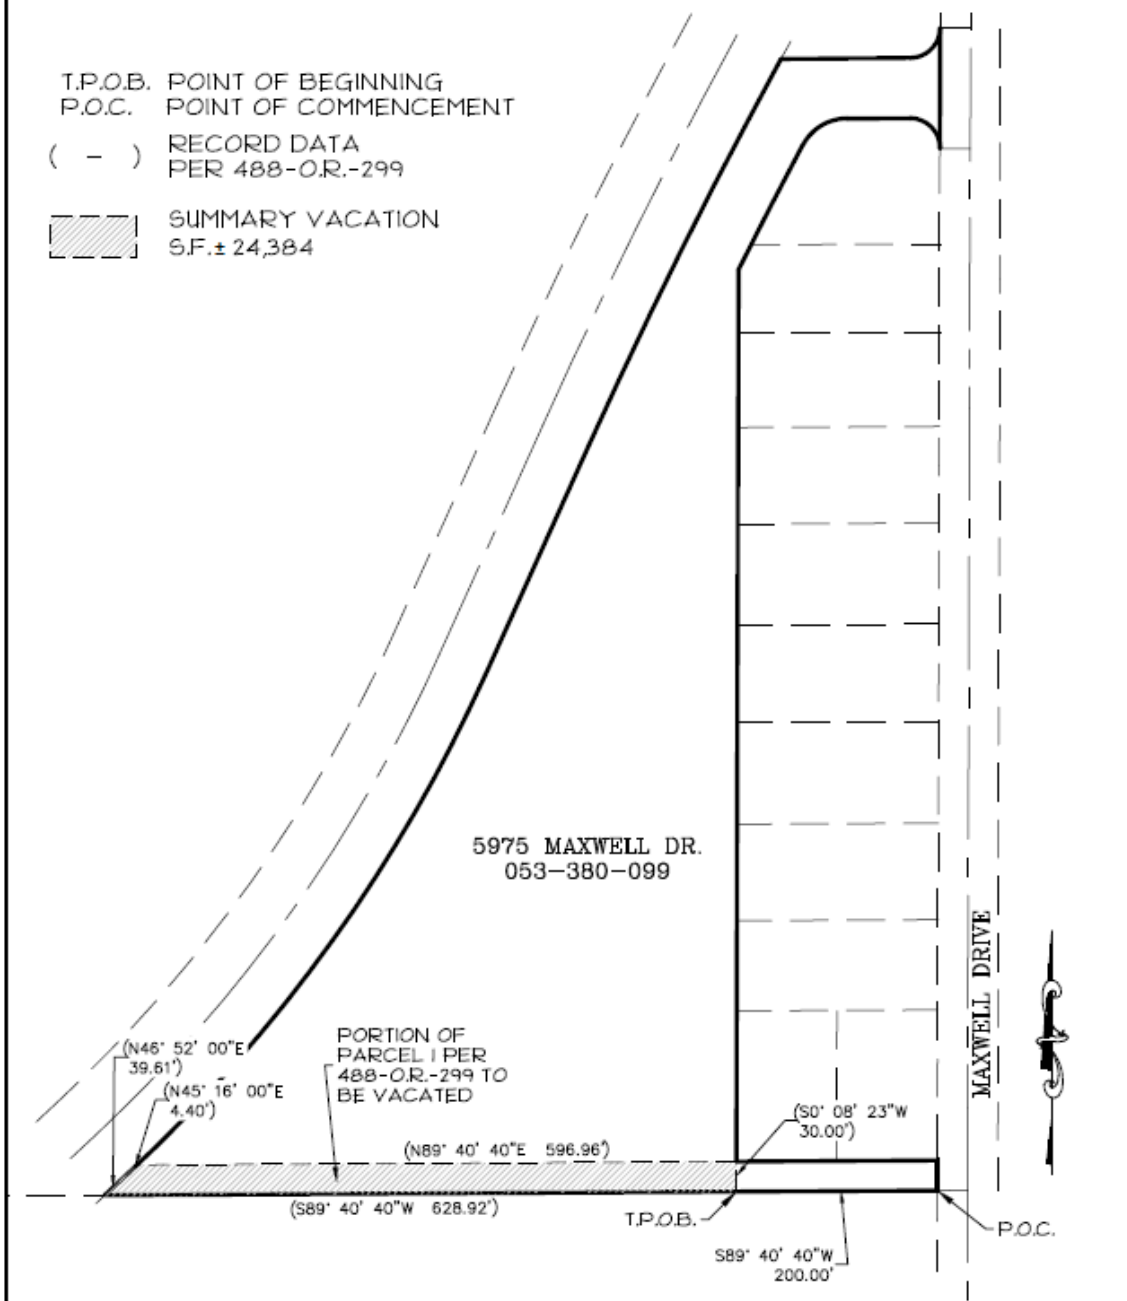 T.P.O.B. POINT OF BEGINNING
P.O.C. POINT OF COMMENCEMENT
( - ) RECORD DATA
PER 488-O.R.-299
SUMMARY VACATION
S.F.± 24,384
5975 MAXWELL DR.
053-380-099
MAXWELL DRIVE
PORTION OF
PARCEL I PER
488-O.R.-299 TO
BE VACATED
(N46° 52' 00"E
39.61')
(N45° 16' 00"E
4.40')
(S0° 08' 23"W
30.00')
(N89° 40' 40"E 596.96')
(S89° 40' 40"W 628.92')
T.P.O.B.
P.O.C.
S89° 40' 40"W
200.00'